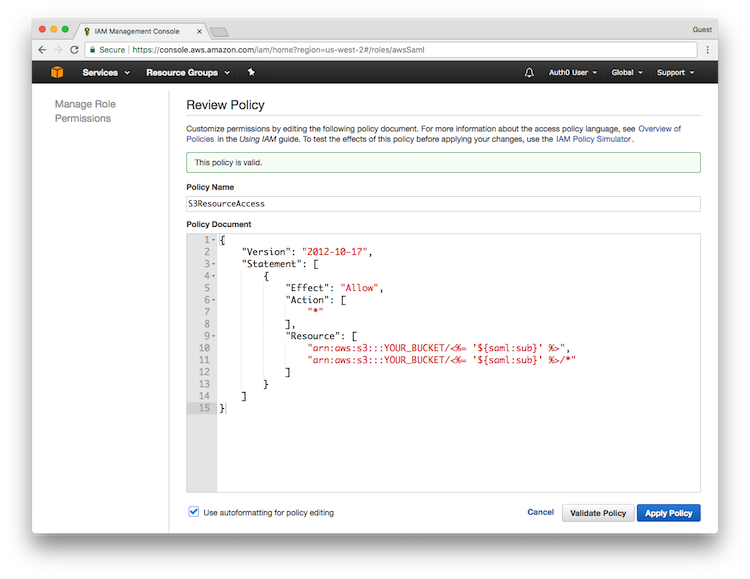 IAM Management Console
Guest
Secure https://console.aws.amazon.com/iam/home?region=us-west-2#/roles/awsSaml
Services Resource Groups Auth0 User Global Support
Manage Role
Permissions
Review Policy
Customize permissions by editing the following policy document. For more information about the access policy language, see Overview of
Policies in the Using IAM guide. To test the effects of this policy before applying your changes, use the IAM Policy Simulator.
This policy is valid.
Policy Name
S3ResourceAccess
Policy Document
1 {
2 "Version": "2012-10-17",
3 "Statement": [
4 {
5 "Effect": "Allow",
6 "Action": [
7 "*"
8 ],
9 "Resource": [
10 "arn:aws:s3:::YOUR_BUCKET/<%= '${saml:sub}' %>",
11 "arn:aws:s3:::YOUR_BUCKET/<%= '${saml:sub}' %>/*"
12 ]
13 }
14 ]
15 }
Use autoformatting for policy editing
Cancel Validate Policy Apply Policy